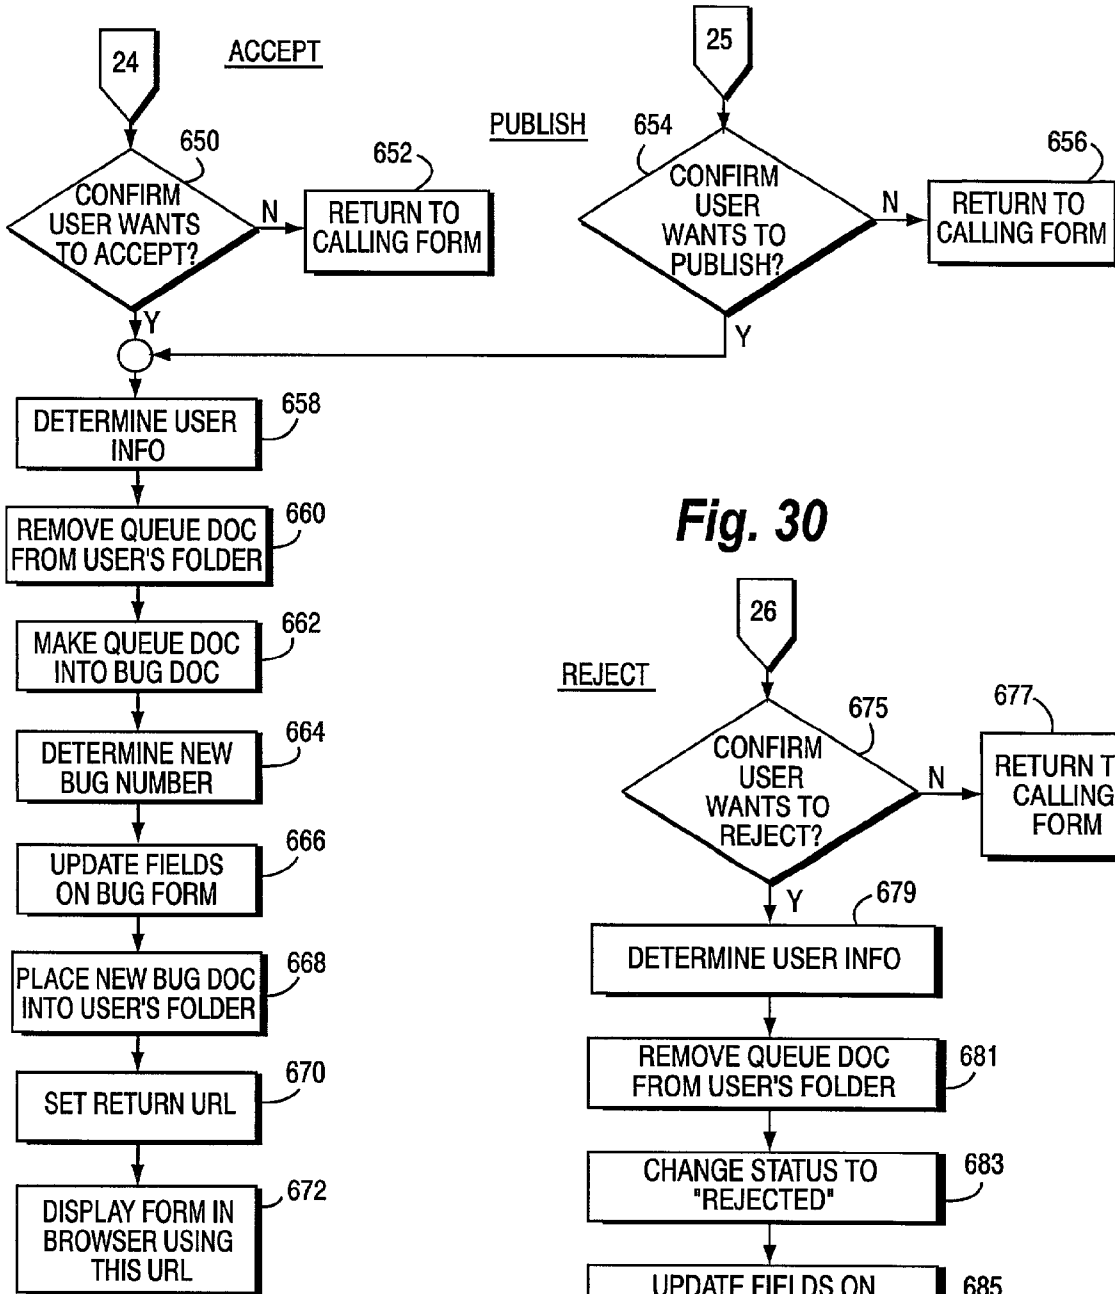 24
ACCEPT
650
CONFIRM
USER WANTS
TO ACCEPT?
N
652
RETURN TO
CALLING FORM
Y
25
PUBLISH
654
CONFIRM
USER
WANTS TO
PUBLISH?
N
656
RETURN TO
CALLING FORM
Y
658
DETERMINE USER
INFO
660
REMOVE QUEUE DOC
FROM USER'S FOLDER
662
MAKE QUEUE DOC
INTO BUG DOC
664
DETERMINE NEW
BUG NUMBER
666
UPDATE FIELDS
ON BUG FORM
668
PLACE NEW BUG DOC
INTO USER'S FOLDER
670
SET RETURN URL
672
DISPLAY FORM IN
BROWSER USING
THIS URL
Fig. 30
26
REJECT
675
CONFIRM
USER
WANTS TO
REJECT?
N
677
RETURN T
CALLING
FORM
Y
679
DETERMINE USER INFO
681
REMOVE QUEUE DOC
FROM USER'S FOLDER
683
CHANGE STATUS TO
"REJECTED"
685
UPDATE FIELDS ON